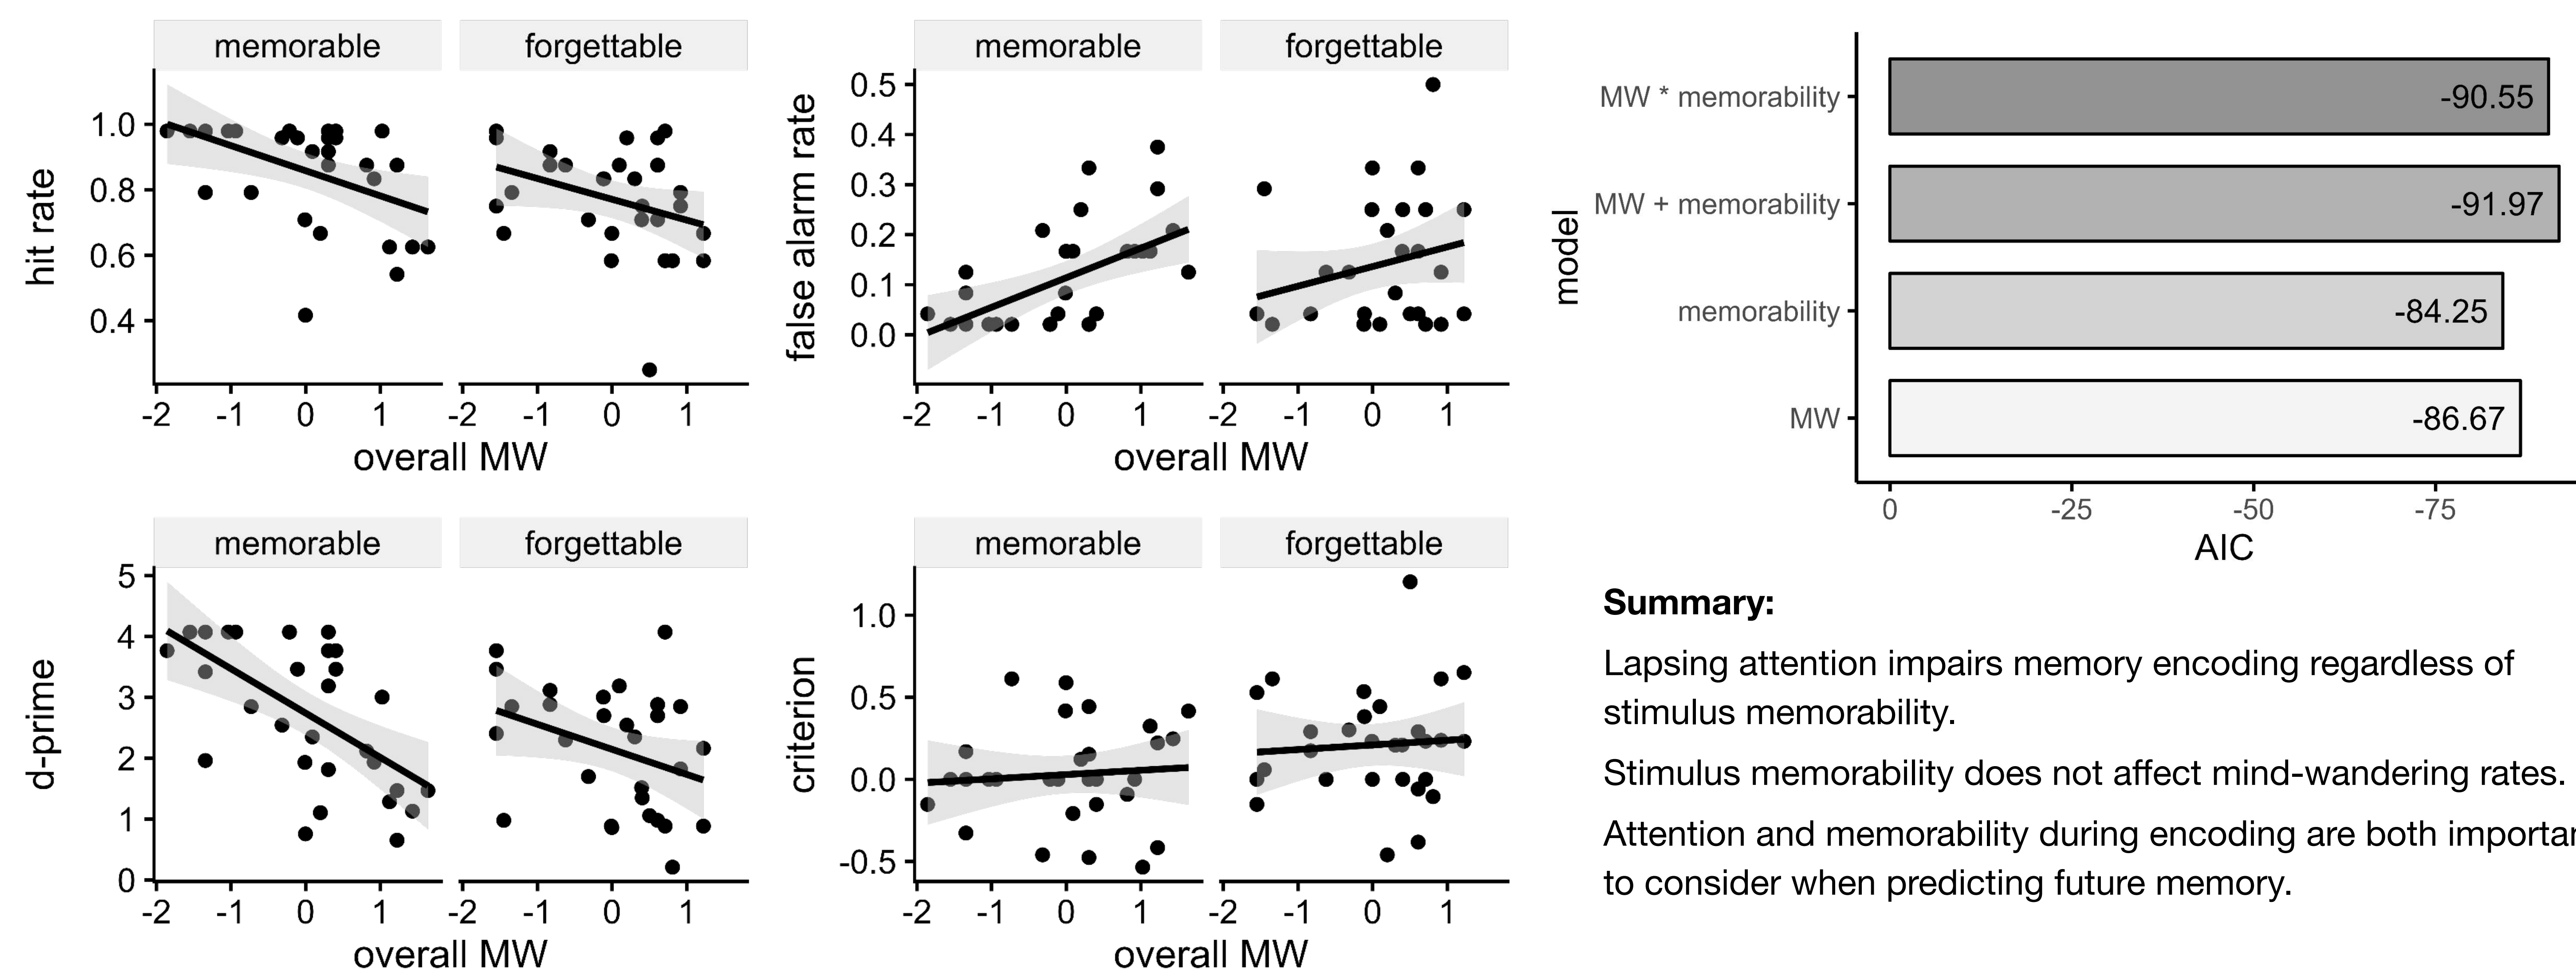 memorable
forgettable
hit rate
1.0
0.8
0.6
0.4
-2 -1 0 1 -2 -1 0 1
overall MW
memorable
forgettable
false alarm rate
0.5
0.4
0.3
0.2
0.1
0.0
-2 -1 0 1 -2 -1 0 1
overall MW
model
MW * memorability
-90.55
MW + memorability
-91.97
memorability
-84.25
MW
-86.67
0 -25 -50 -75
AIC
memorable
forgettable
d-prime
5
4
3
2
1
0
-2 -1 0 1 -2 -1 0 1
overall MW
memorable
forgettable
criterion
1.0
0.5
0.0
-0.5
-2 -1 0 1 -2 -1 0 1
overall MW
Summary:
Lapsing attention impairs memory encoding regardless of
stimulus memorability.
Stimulus memorability does not affect mind-wandering rates.
Attention and memorability during encoding are both importa
to consider when predicting future memory.